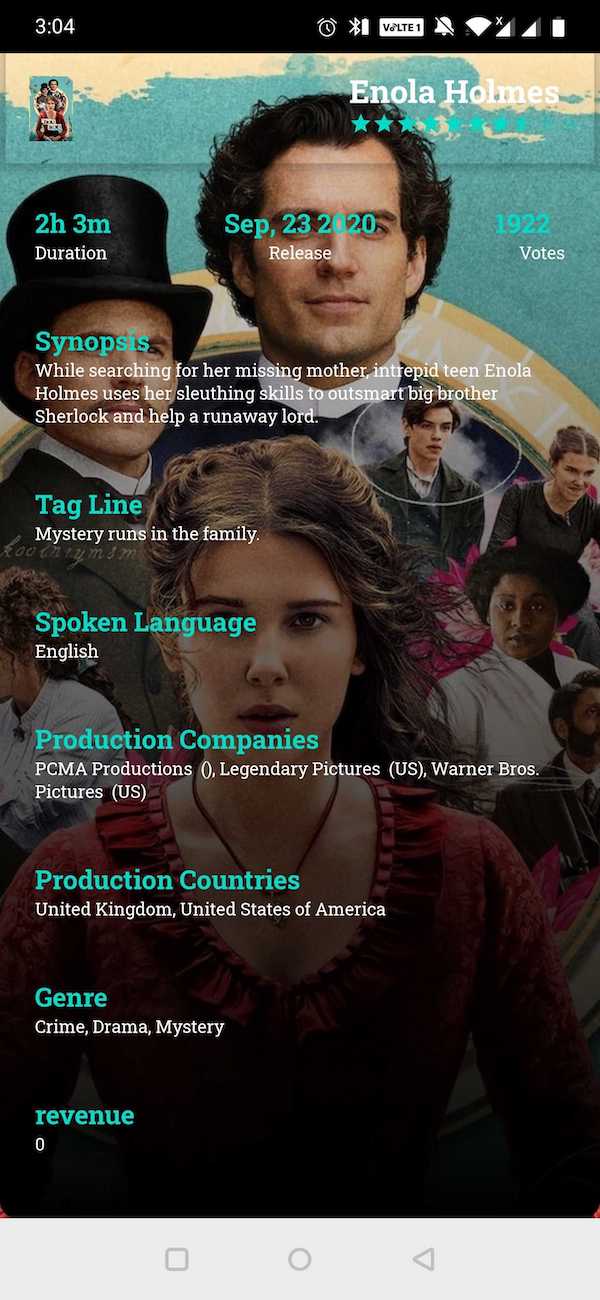 3:04
VoLTE 1
Enola Holmes
2h 3m
Sep, 23 2020
1922
Duration
Release
Votes
Synopsis
While searching for her missing mother, intrepid teen Enola
Holmes uses her sleuthing skills to outsmart big brother
Sherlock and help a runaway lord.
Tag Line
Mystery runs in the family.
Spoken Language
English
Production Companies
PCMA Productions (), Legendary Pictures (US), Warner Bros.
Pictures (US)
Production Countries
United Kingdom, United States of America
Genre
Crime, Drama, Mystery
revenue
0